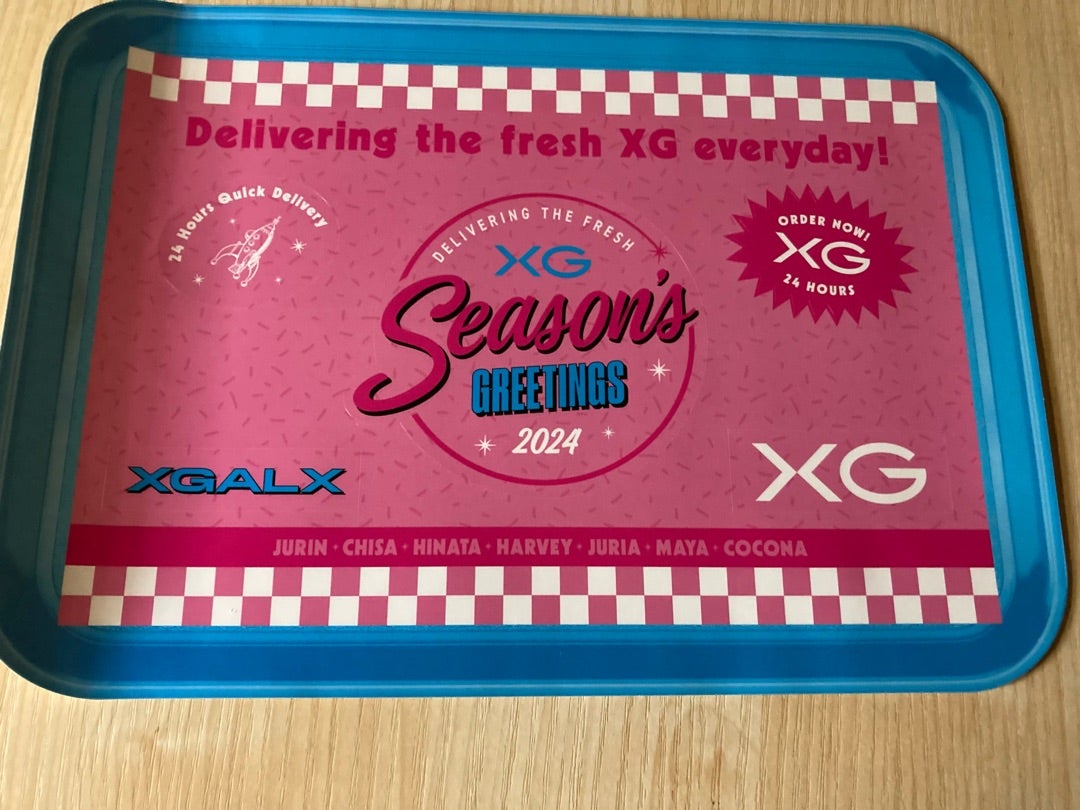 Delivering the fresh XG everyday!
24 Hours Quick Delivery
DELIVERING THE FRESH
XG
Season's
GREETINGS
2024
ORDER NOW!
XG
24 HOURS
XGALX
XG
JURIN · CHISA · HINATA · HARVEY · JURIA · MAYA · COCONA